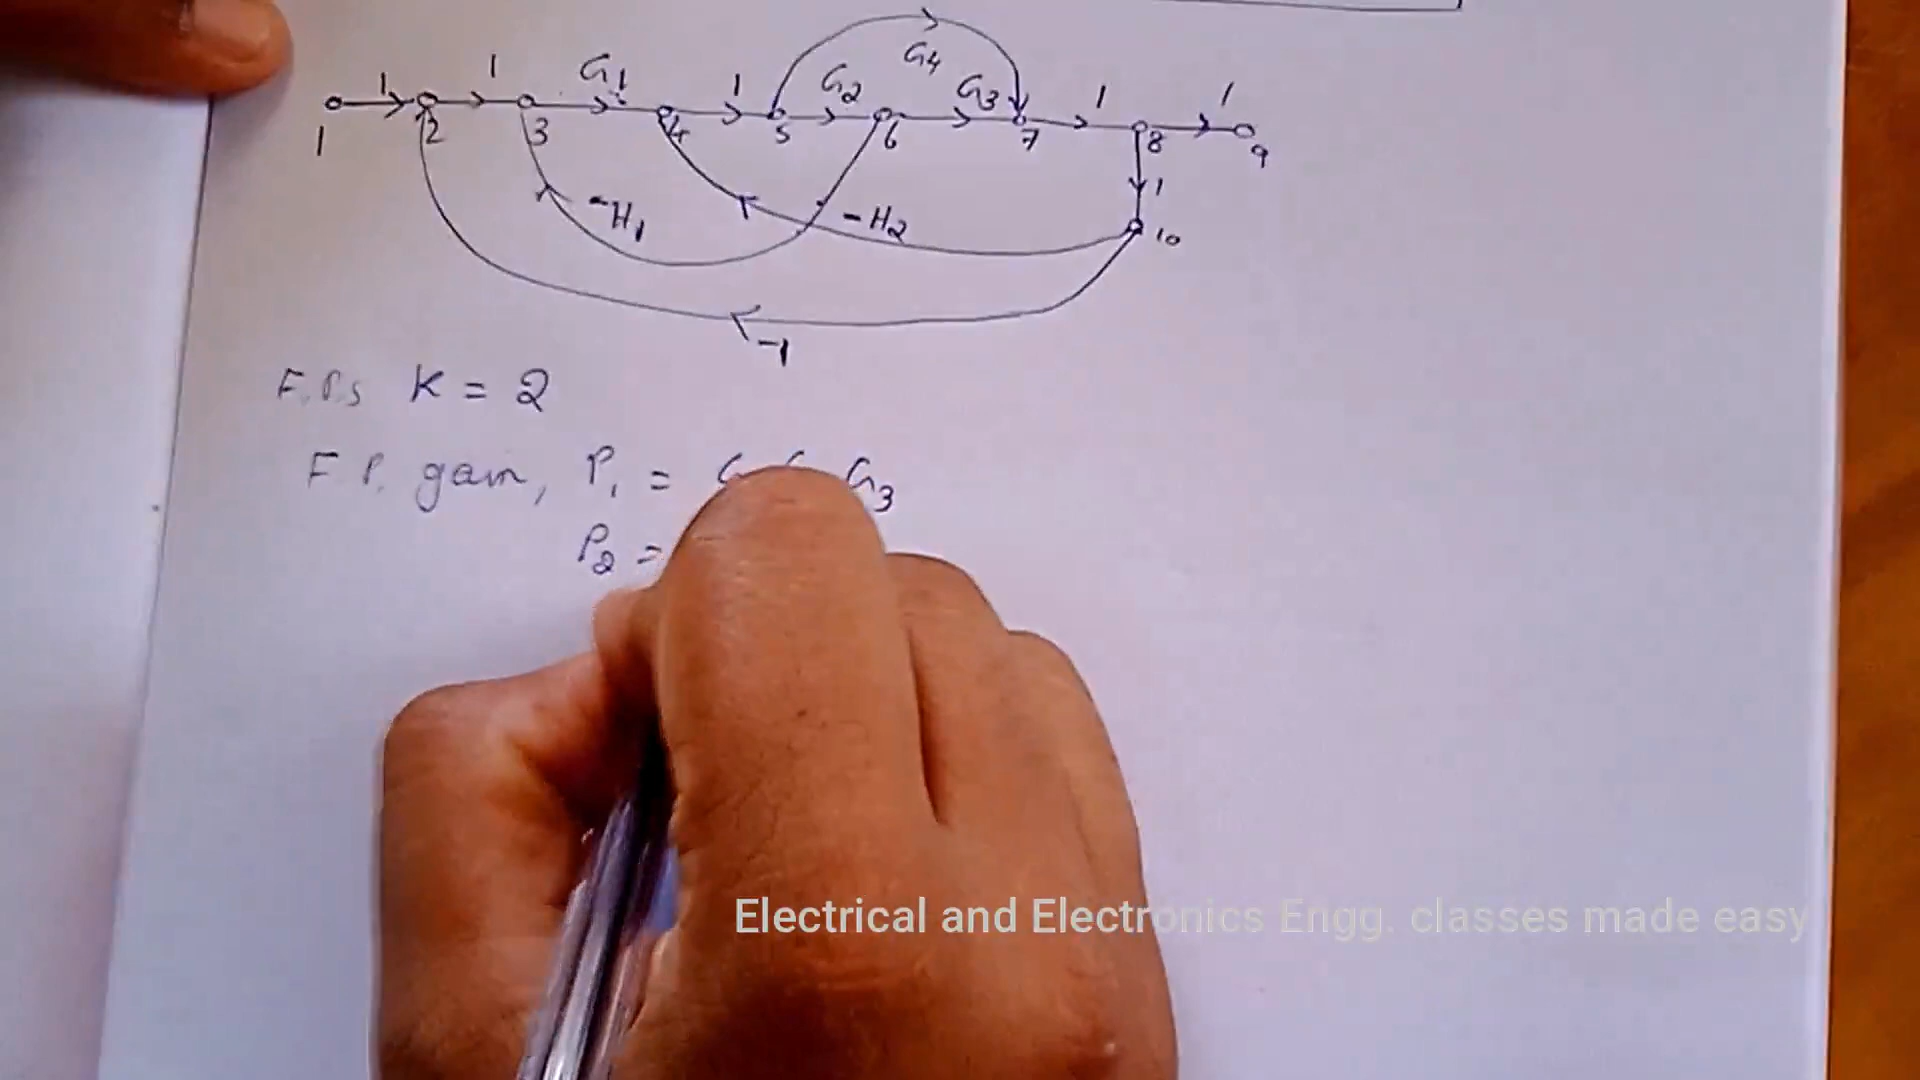 G4
1 1 G1 1 G2 G3 1 1
1 2 3 4 5 6 7 8 9
1
-H1 -H2 10
-1
F.P.s K = 2
F.P. gain, P1 = G3
P2 =
Electrical and Electronics Engg. classes made easy